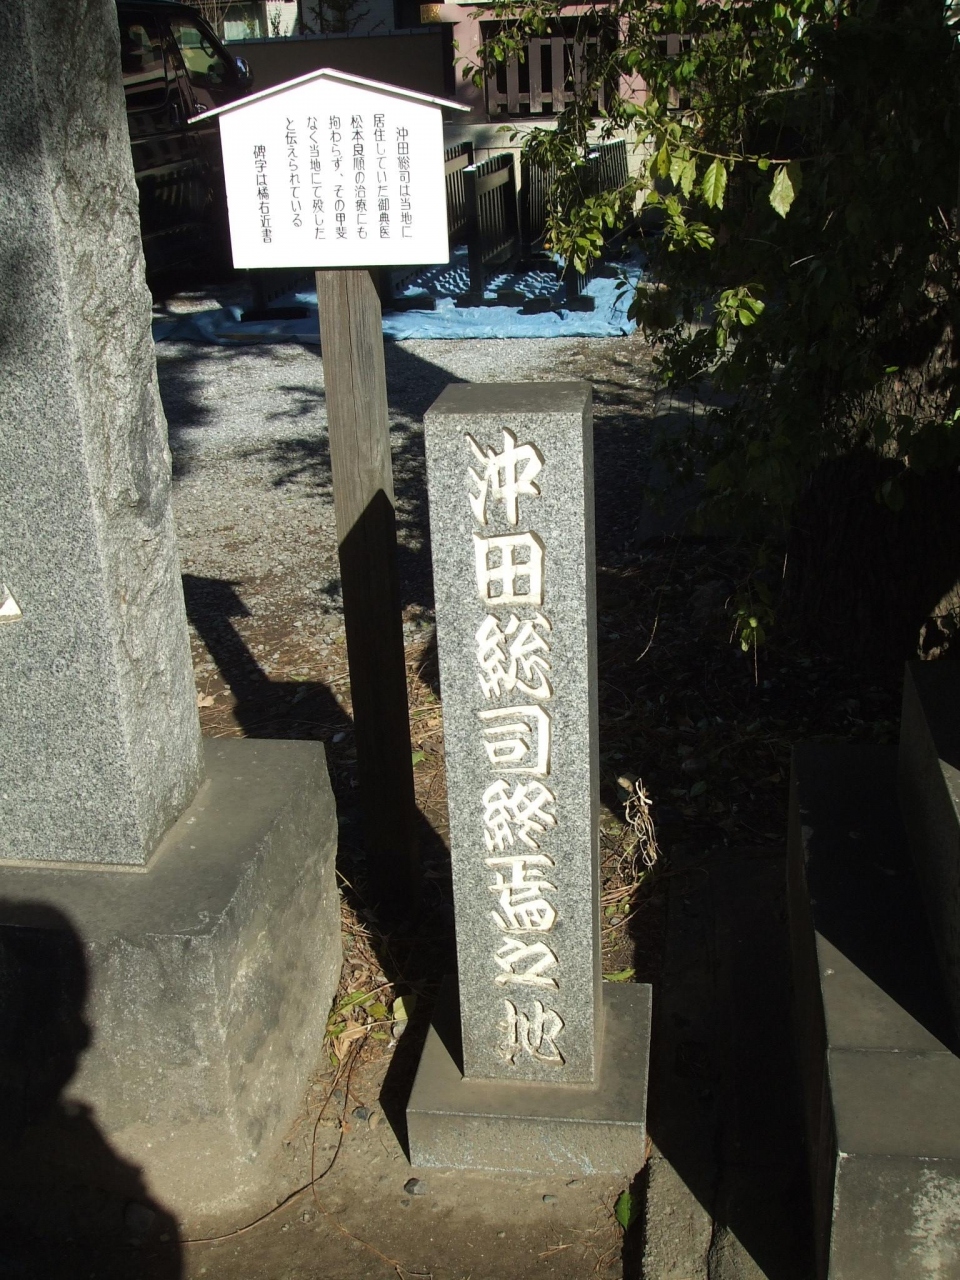 沖田総司は当地に
居住していた御典医
松本良順の治療にも
拘わらず、その甲斐
なく当地にて歿した
と伝えられている
碑字は橘右近書
沖田総司終焉之地